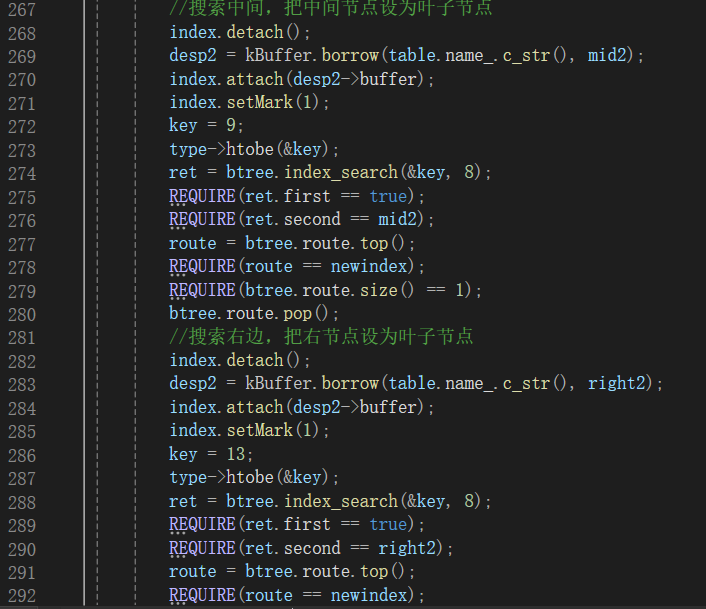 267 //搜索中间，把中间节点设为叶子节点
268 index.detach();
269 desp2 = kBuffer.borrow(table.name_.c_str(), mid2);
270 index.attach(desp2->buffer);
271 index.setMark(1);
272 key = 9;
273 type->htobe(&key);
274 ret = btree.index_search(&key, 8);
275 REQUIRE(ret.first == true);
276 REQUIRE(ret.second == mid2);
277 route = btree.route.top();
278 REQUIRE(route == newindex);
279 REQUIRE(btree.route.size() == 1);
280 btree.route.pop();
281 //搜索右边，把右节点设为叶子节点
282 index.detach();
283 desp2 = kBuffer.borrow(table.name_.c_str(), right2);
284 index.attach(desp2->buffer);
285 index.setMark(1);
286 key = 13;
287 type->htobe(&key);
288 ret = btree.index_search(&key, 8);
289 REQUIRE(ret.first == true);
290 REQUIRE(ret.second == right2);
291 route = btree.route.top();
292 REQUIRE(route == newindex);